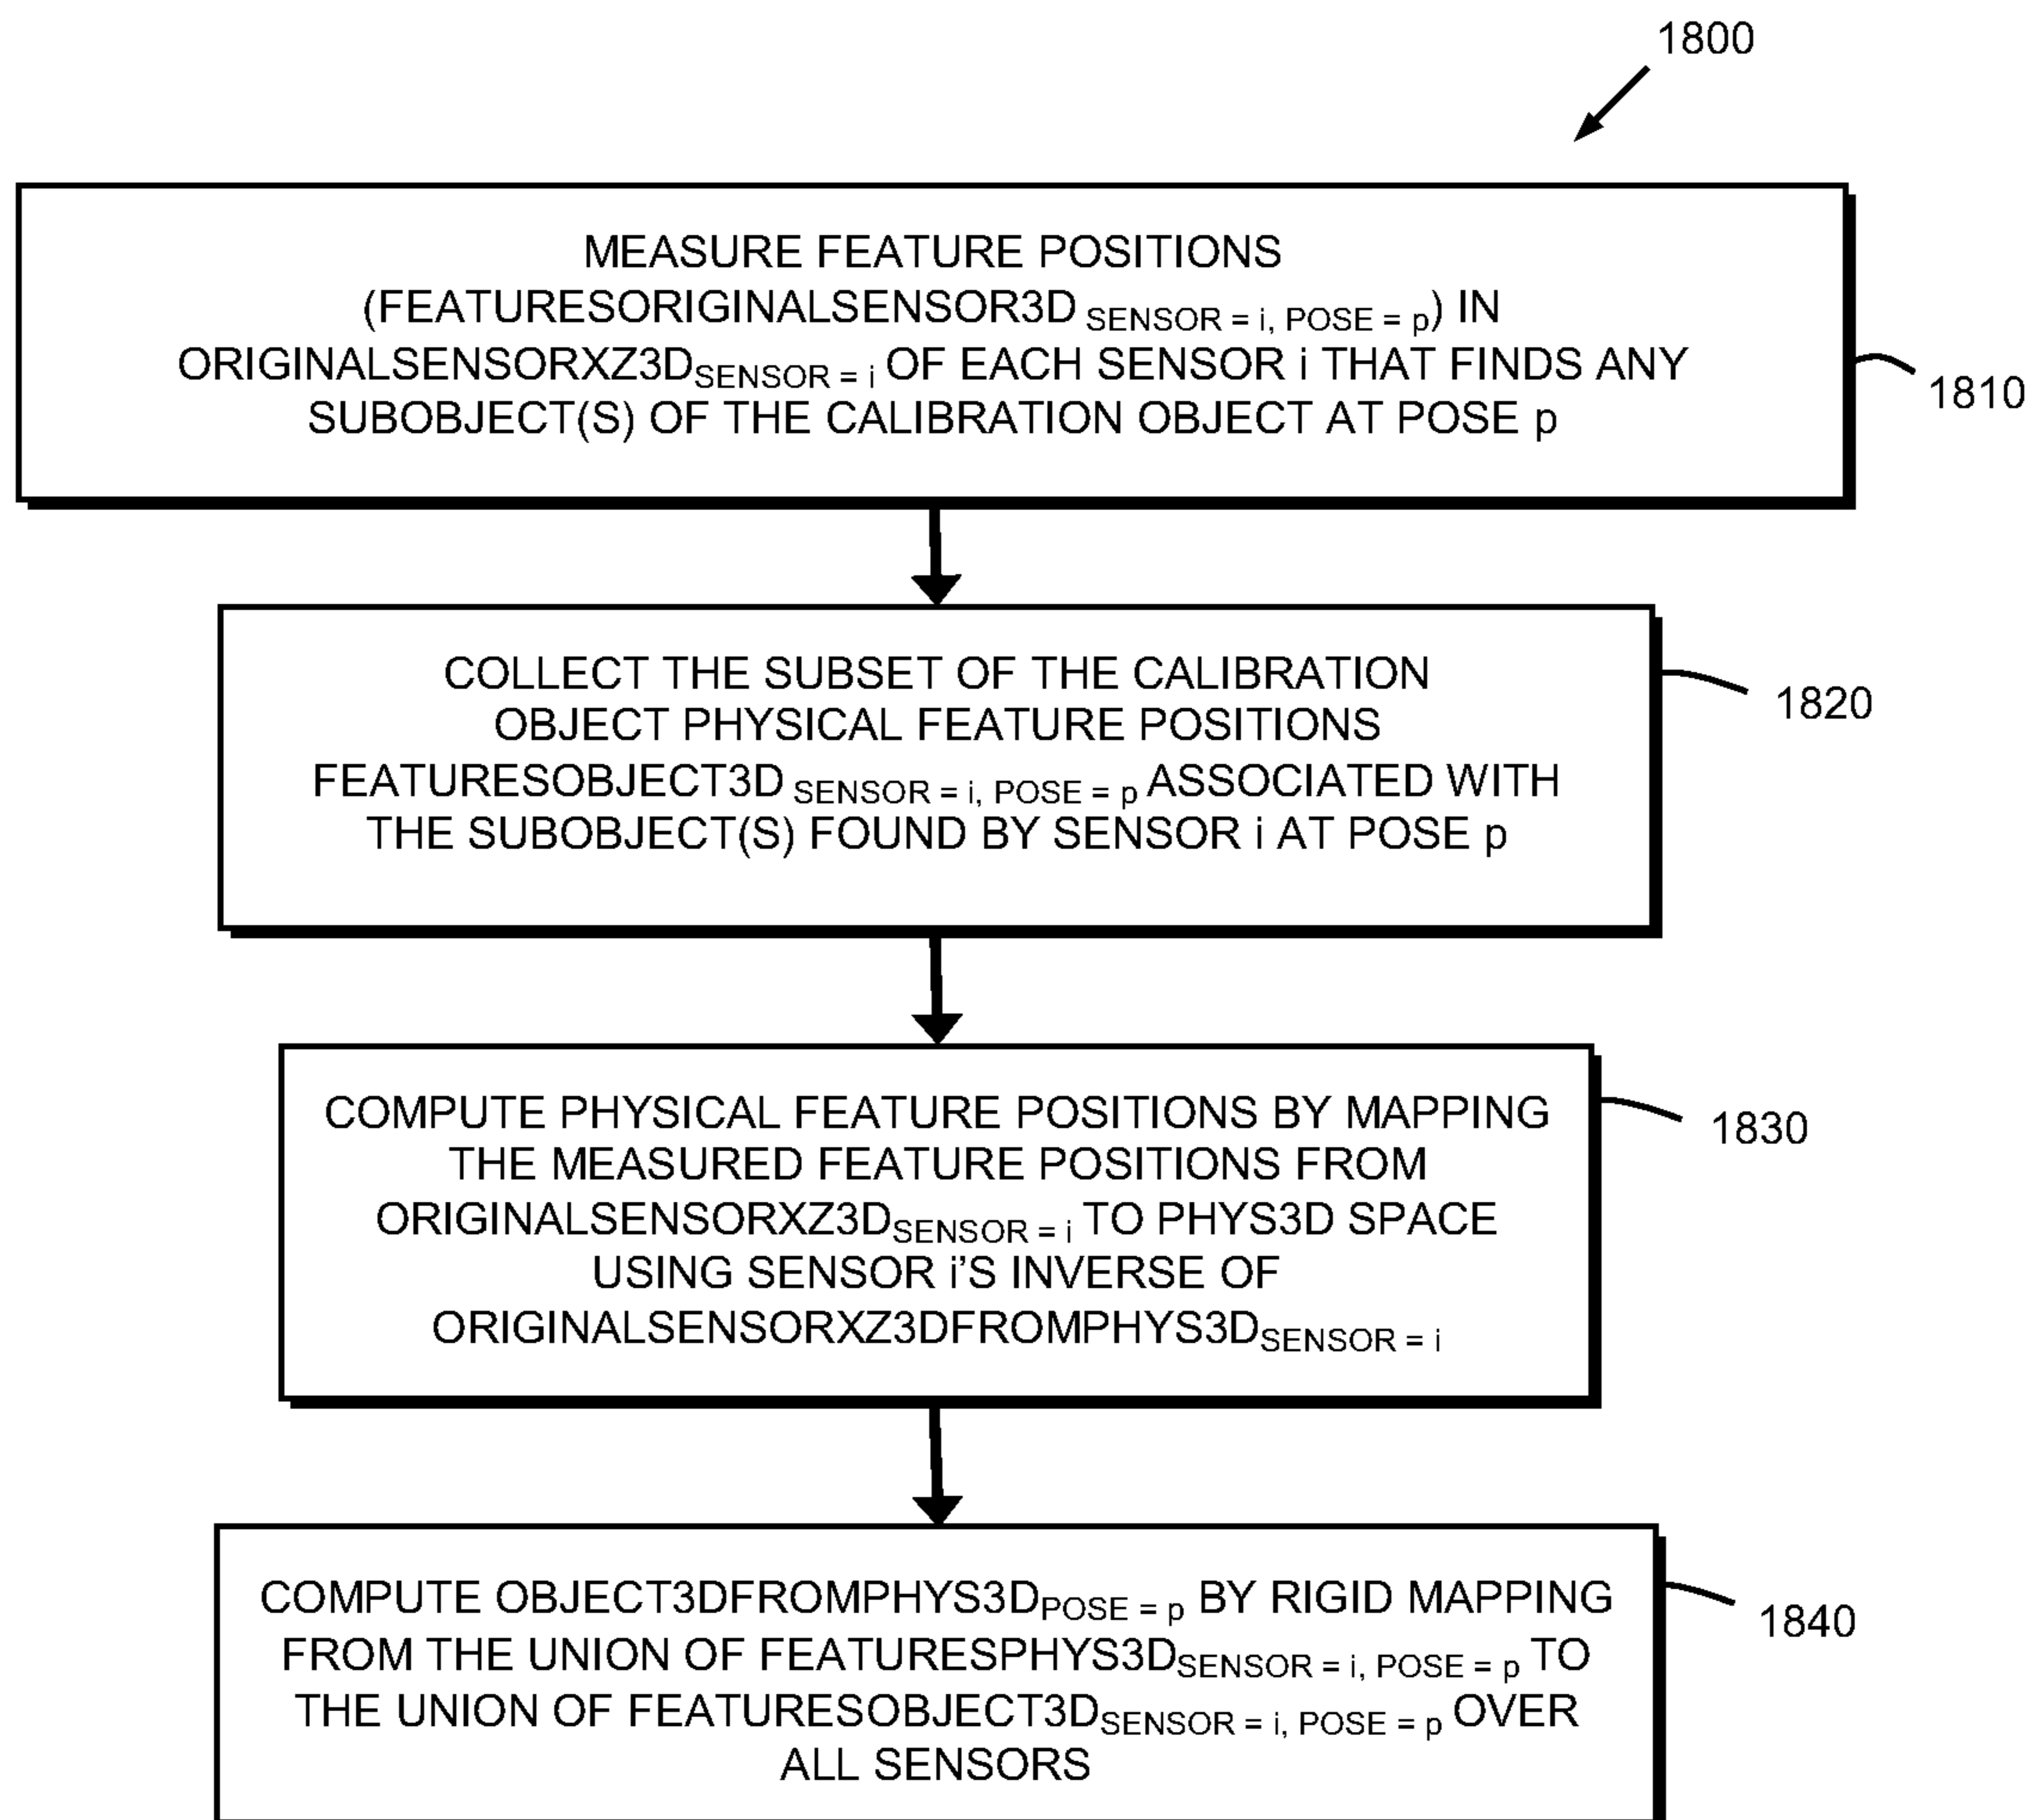 1800
MEASURE FEATURE POSITIONS
(FEATURESORIGINALSENSOR3D SENSOR = i, POSE = p) IN
ORIGINALSENSORXZ3DSENSOR = i OF EACH SENSOR i THAT FINDS ANY
SUBOBJECT(S) OF THE CALIBRATION OBJECT AT POSE p
1810
COLLECT THE SUBSET OF THE CALIBRATION
OBJECT PHYSICAL FEATURE POSITIONS
FEATURESOBJECT3D SENSOR = i, POSE = p ASSOCIATED WITH
THE SUBOBJECT(S) FOUND BY SENSOR i AT POSE p
1820
COMPUTE PHYSICAL FEATURE POSITIONS BY MAPPING
THE MEASURED FEATURE POSITIONS FROM
ORIGINALSENSORXZ3DSENSOR = i TO PHYS3D SPACE
USING SENSOR i’S INVERSE OF
ORIGINALSENSORXZ3DFROMPHYS3DSENSOR = i
1830
COMPUTE OBJECT3DFROMPHYS3DPOSE = p BY RIGID MAPPING
FROM THE UNION OF FEATURESPHYS3DSENSOR = i, POSE = p TO
THE UNION OF FEATURESOBJECT3DSENSOR = i, POSE = p OVER
ALL SENSORS
1840